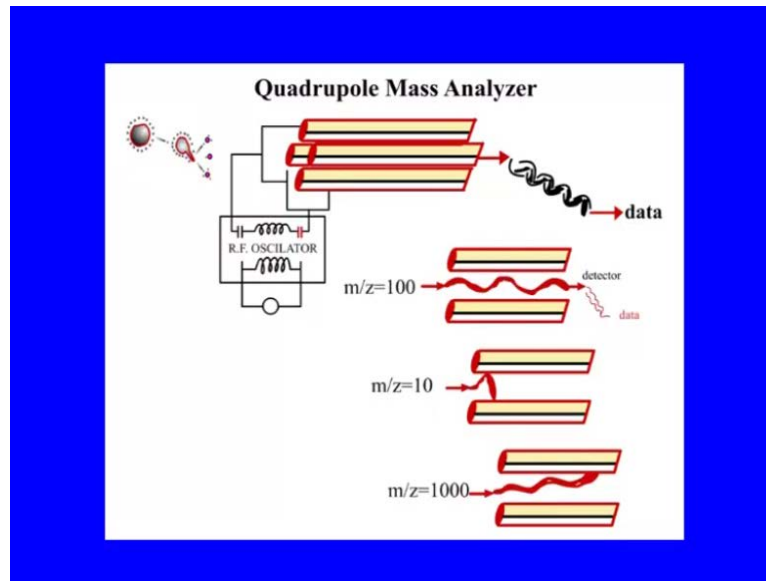 Quadrupole Mass Analyzer
data
R.F. OSCILATOR
detector
m/z=100
data
m/z=10
m/z=1000